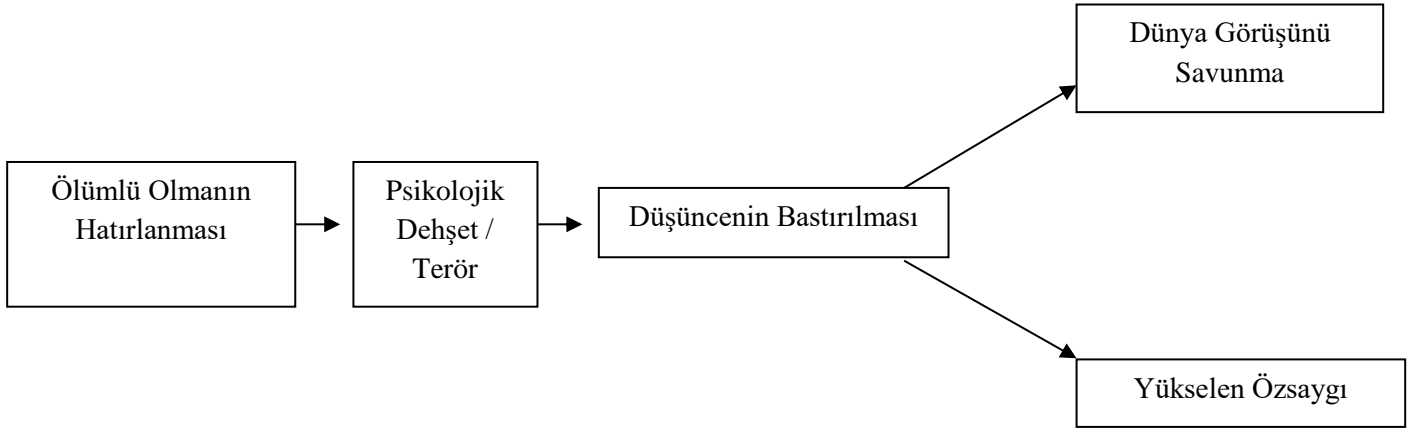 Dünya Görüşünü
Savunma
Ölümlü Olmanın
Hatırlanması
Psikolojik
Dehşet /
Terör
Düşüncenin Bastırılması
Yükselen Özsaygı